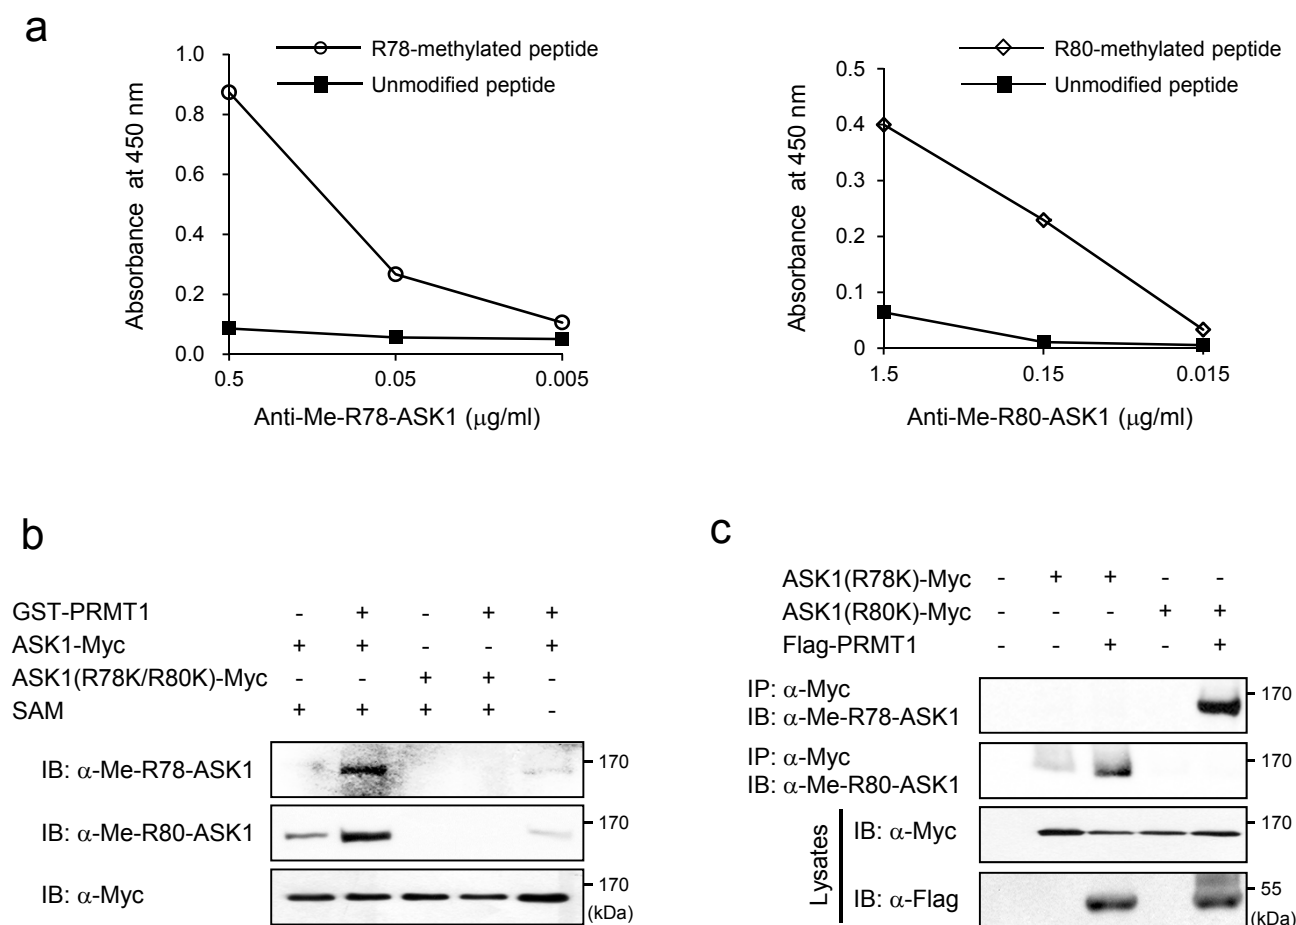 a
R78-methylated peptide
Unmodified peptide
1.0
0.8
0.6
0.4
0.2
0.0
Absorbance at 450 nm
0.5 0.05 0.005
Anti-Me-R78-ASK1 (μg/ml)
R80-methylated peptide
Unmodified peptide
0.5
0.4
0.3
0.2
0.1
0
Absorbance at 450 nm
1.5 0.15 0.015
Anti-Me-R80-ASK1 (μg/ml)
b
GST-PRMT1 - + - + +
ASK1-Myc + + - - +
ASK1(R78K/R80K)-Myc - - + + -
SAM + + + + -
IB: α-Me-R78-ASK1 170
IB: α-Me-R80-ASK1 170
IB: α-Myc 170
(kDa)
c
ASK1(R78K)-Myc - + + - -
ASK1(R80K)-Myc - - - + +
Flag-PRMT1 - - + - +
IP: α-Myc 170
IB: α-Me-R78-ASK1
IP: α-Myc 170
IB: α-Me-R80-ASK1
Lysates
IB: α-Myc 170
IB: α-Flag 55
(kDa)